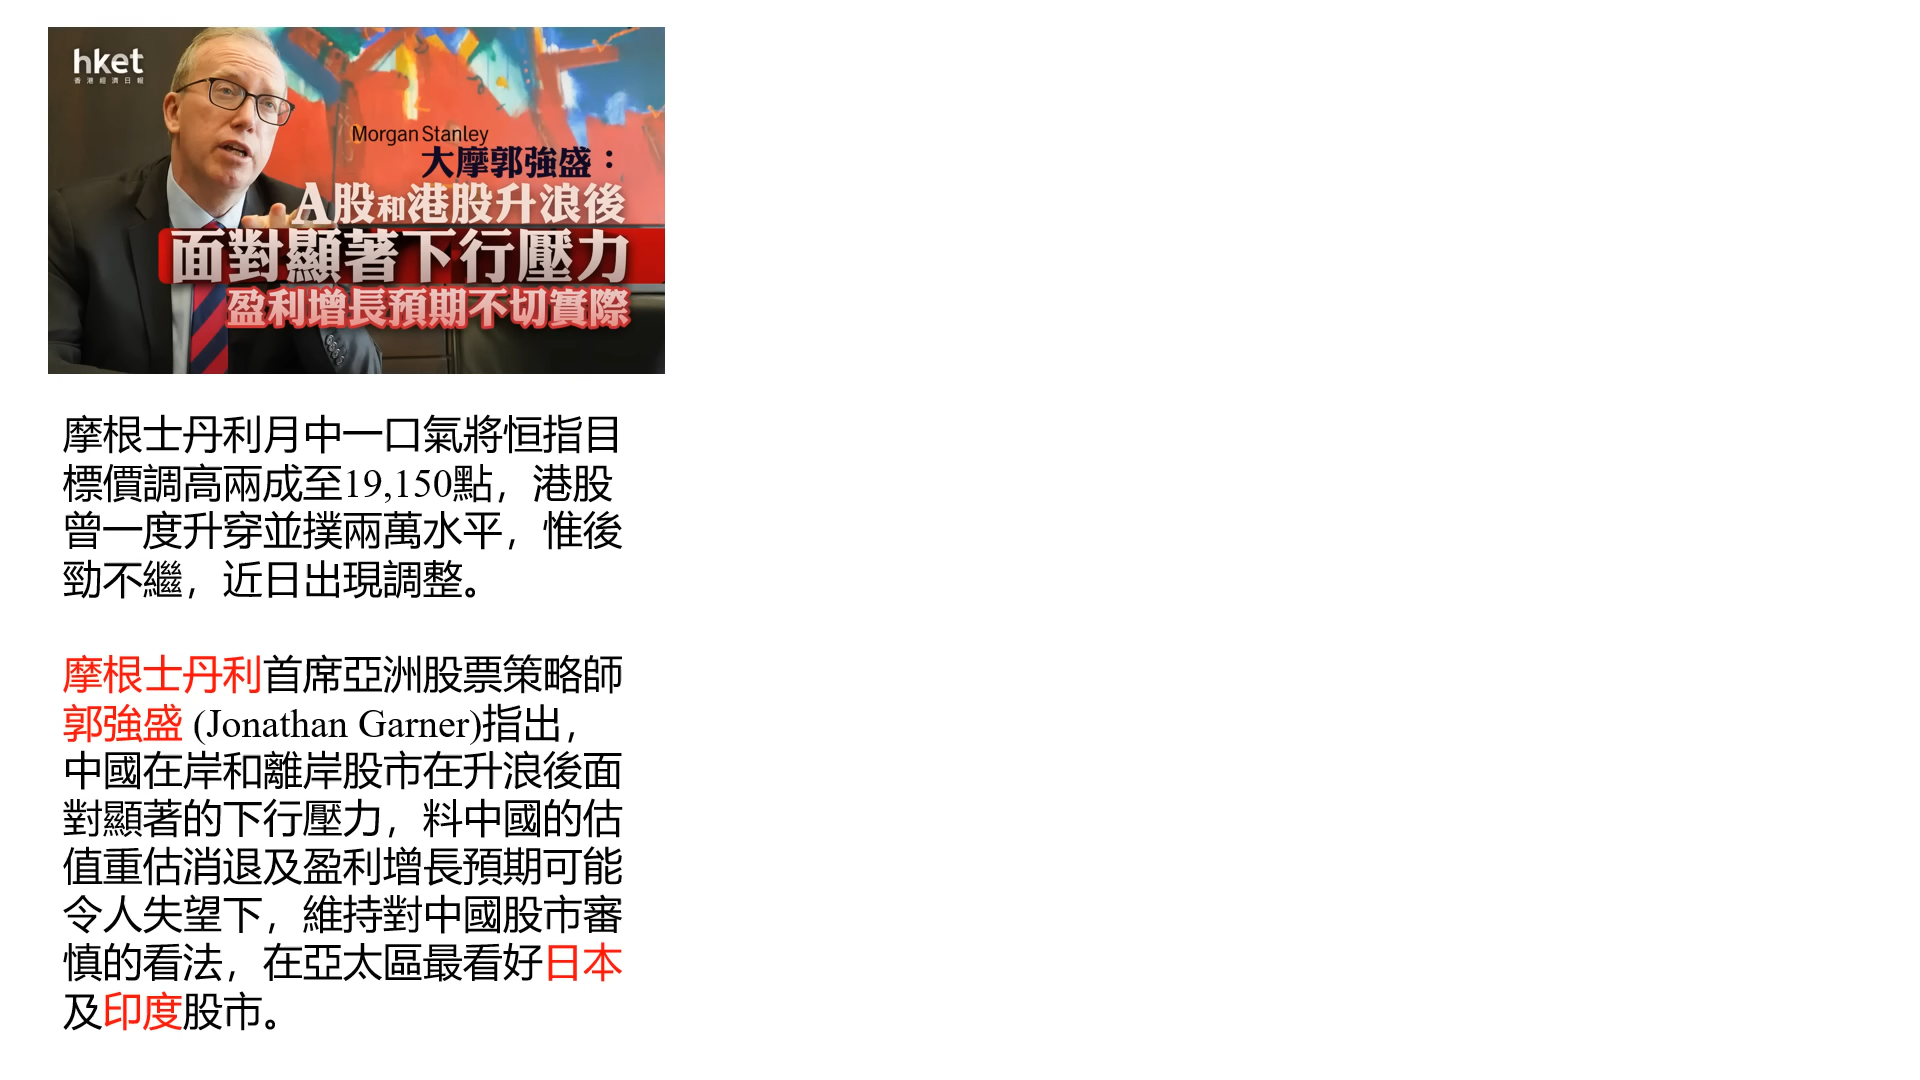 hket
香港經濟日報
Morgan Stanley
大摩郭強盛：
A股和港股升浪後
面對顯著下行壓力
盈利增長預期不切實際
摩根士丹利月中一口氣將恒指目
標價調高兩成至19,150點，港股
曾一度升穿並撲兩萬水平，惟後
勁不繼，近日出現調整。
摩根士丹利首席亞洲股票策略師
郭強盛 (Jonathan Garner)指出，
中國在岸和離岸股市在升浪後面
對顯著的下行壓力，料中國的估
值重估消退及盈利增長預期可能
令人失望下，維持對中國股市審
慎的看法，在亞太區最看好日本
及印度股市。